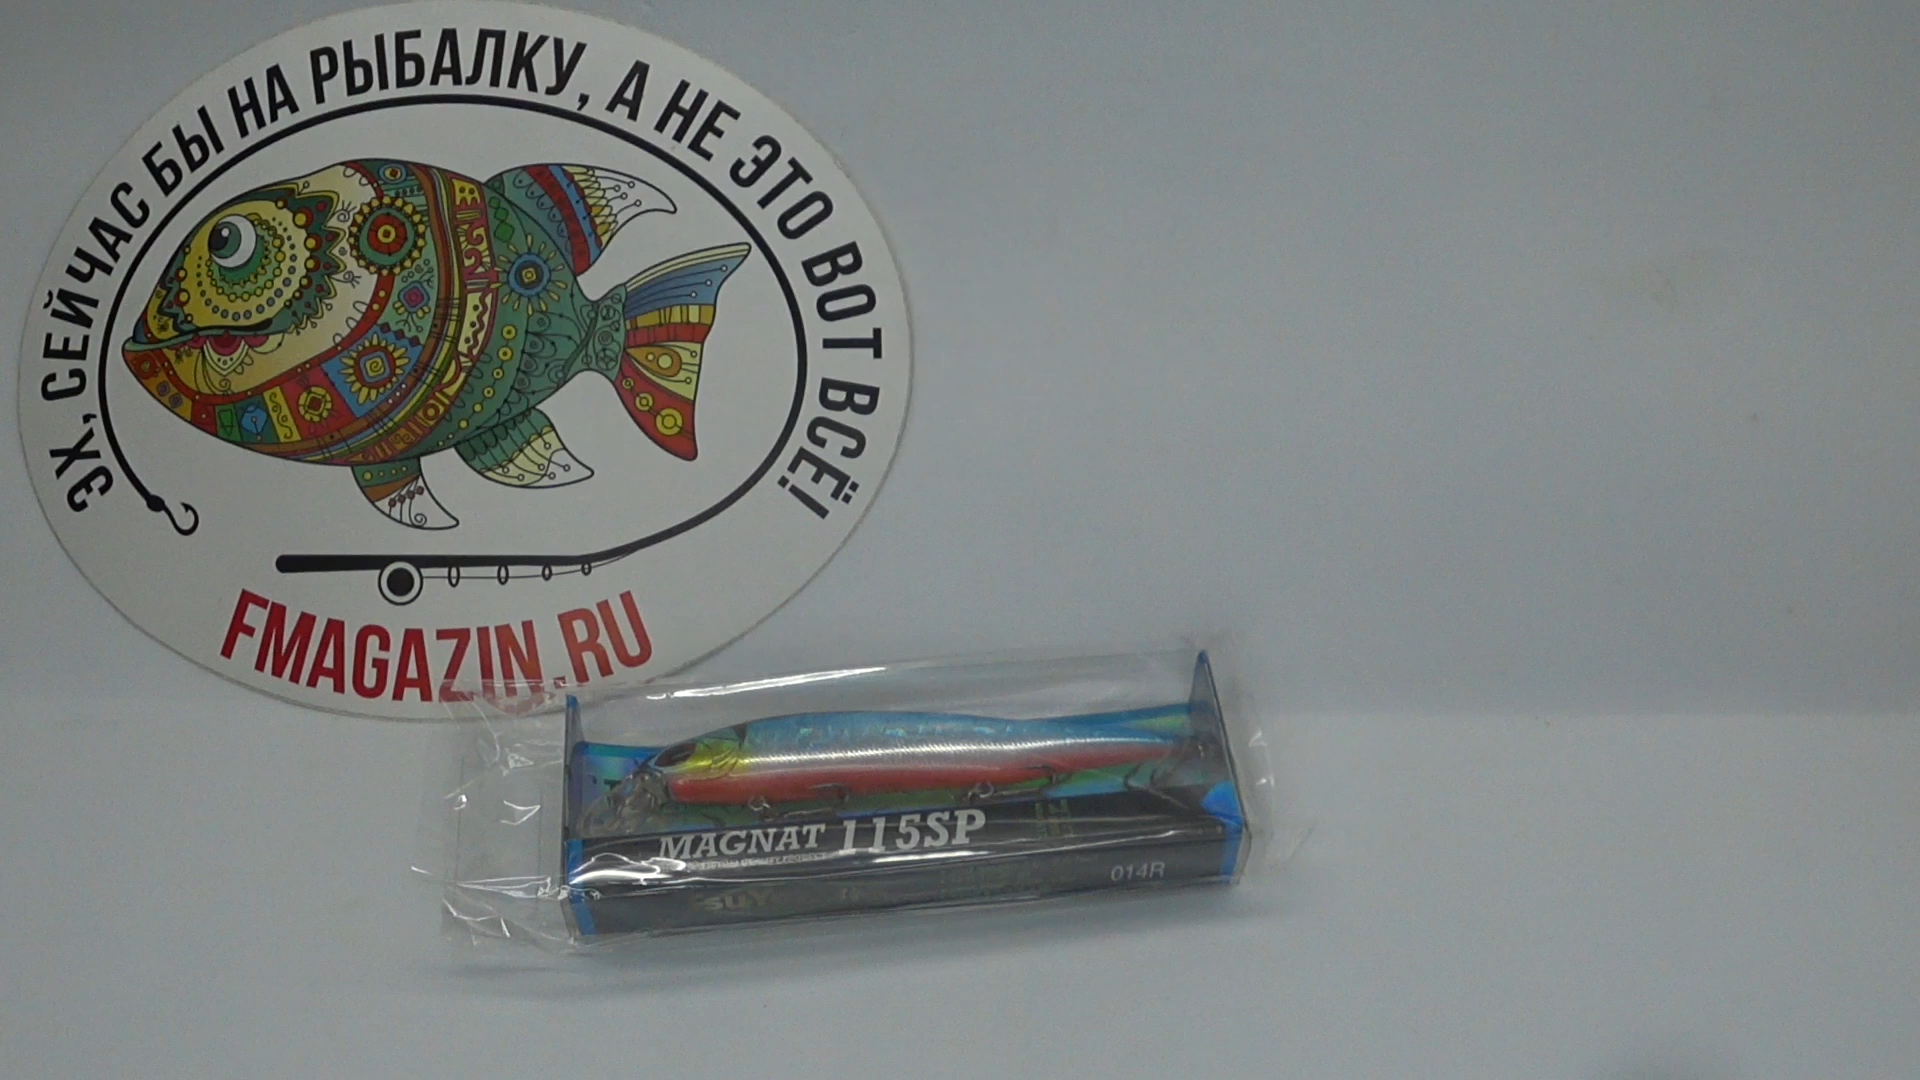 ЭХ, СЕЙЧАС БЫ НА РЫБАЛКУ, А НЕ ЭТО ВОТ ВСЁ!
FMAGAZIN.RU
MAGNAT 115SP
014R